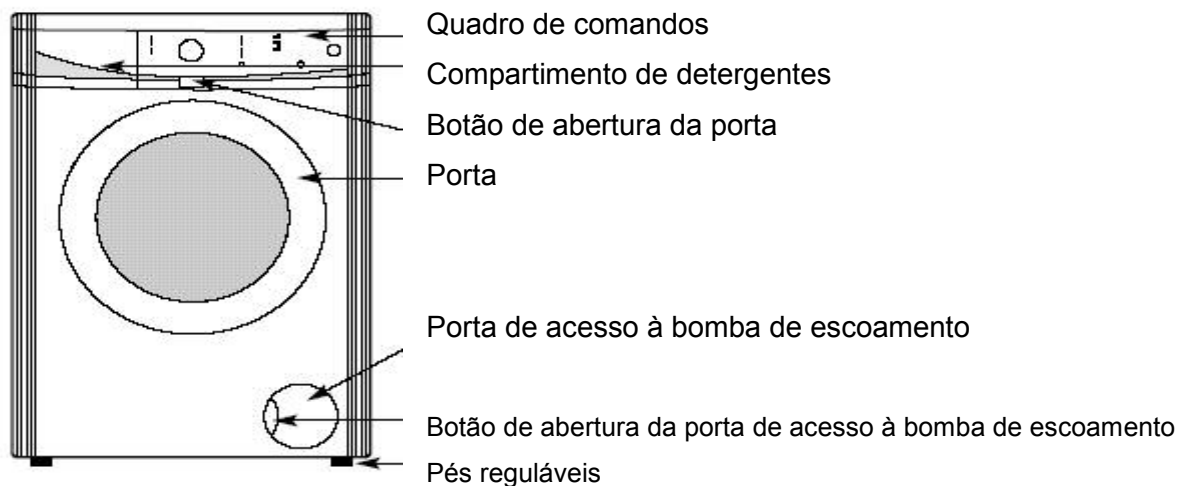 Quadro de comandos
Compartimento de detergentes
Botão de abertura da porta
Porta
Porta de acesso à bomba de escoamento
Botão de abertura da porta de acesso à bomba de escoamento
Pés reguláveis